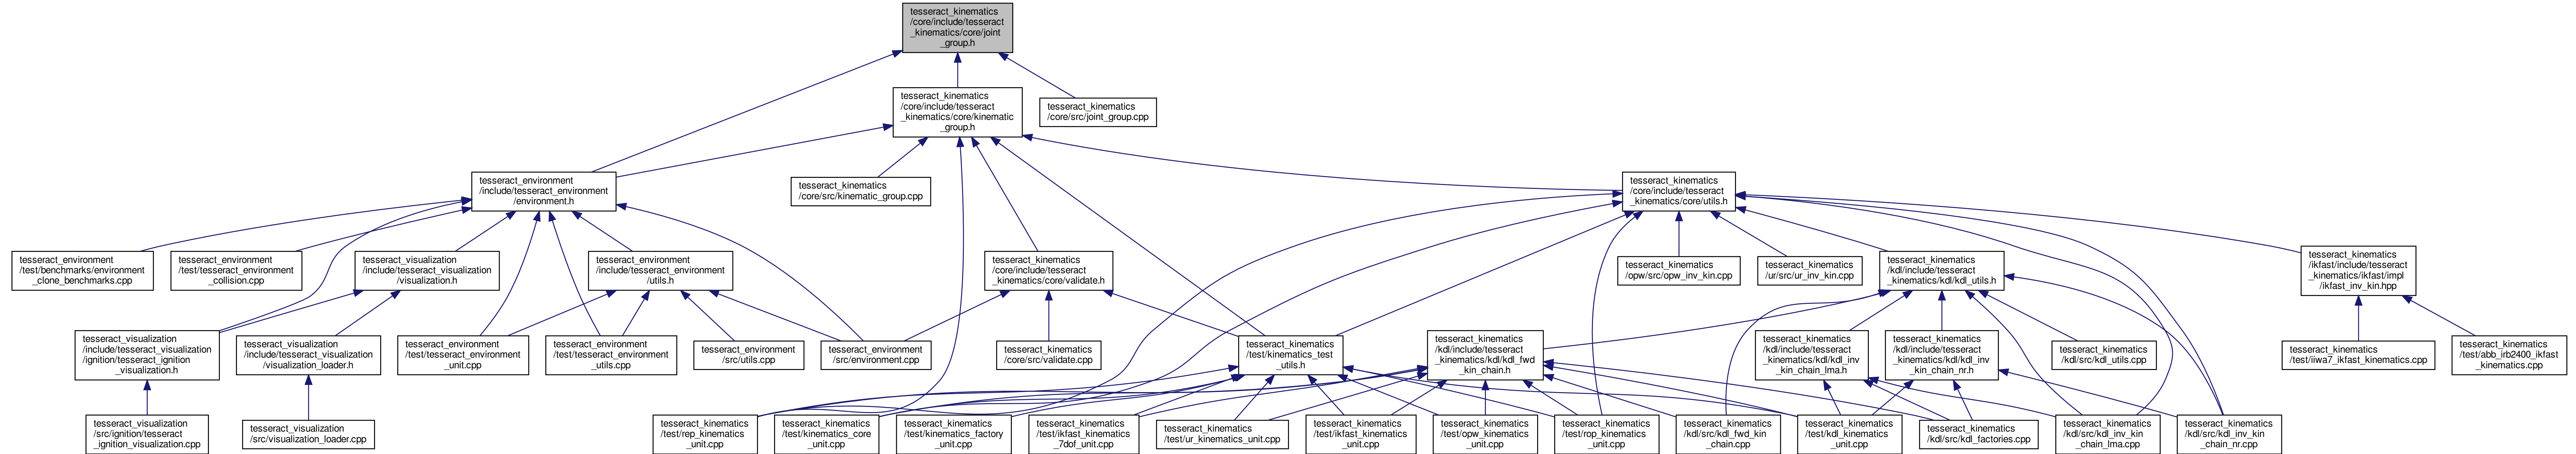 tesseract_kinematics
/core/include/tesseract
_kinematics/core/joint
_group.h
tesseract_kinematics
/core/include/tesseract
_kinematics/core/kinematic
_group.h
tesseract_kinematics
/core/src/joint_group.cpp
tesseract_environment
/include/tesseract_environment
/environment.h
tesseract_kinematics
/core/src/kinematic_group.cpp
tesseract_kinematics
/core/include/tesseract
_kinematics/core/utils.h
tesseract_environment
/test/benchmarks/environment
_clone_benchmarks.cpp
tesseract_environment
/test/tesseract_environment
_collision.cpp
tesseract_visualization
/include/tesseract_visualization
/visualization.h
tesseract_environment
/include/tesseract_environment
/utils.h
tesseract_kinematics
/core/include/tesseract
_kinematics/core/validate.h
tesseract_kinematics
/opw/src/opw_inv_kin.cpp
tesseract_kinematics
/ur/src/ur_inv_kin.cpp
tesseract_kinematics
/kdl/include/tesseract
_kinematics/kdl/kdl_utils.h
tesseract_kinematics
/ikfast/include/tesseract
_kinematics/ikfast/impl
/ikfast_inv_kin.hpp
tesseract_visualization
/include/tesseract_visualization
/ignition/tesseract_ignition
_visualization.h
tesseract_visualization
/include/tesseract_visualization
/visualization_loader.h
tesseract_environment
/test/tesseract_environment
_unit.cpp
tesseract_environment
/test/tesseract_environment
_utils.cpp
tesseract_environment
/src/utils.cpp
tesseract_environment
/src/environment.cpp
tesseract_kinematics
/core/src/validate.cpp
tesseract_kinematics
/test/kinematics_test
_utils.h
tesseract_kinematics
/kdl/include/tesseract
_kinematics/kdl/kdl_fwd
_kin_chain.h
tesseract_kinematics
/kdl/include/tesseract
_kinematics/kdl/kdl_inv
_kin_chain_lma.h
tesseract_kinematics
/kdl/include/tesseract
_kinematics/kdl/kdl_inv
_kin_chain_nr.h
tesseract_kinematics
/kdl/src/kdl_utils.cpp
tesseract_kinematics
/test/iiwa7_ikfast_kinematics.cpp
tesseract_kinematics
/test/abb_irb2400_ikfast
_kinematics.cpp
tesseract_visualization
/src/ignition/tesseract
_ignition_visualization.cpp
tesseract_visualization
/src/visualization_loader.cpp
tesseract_kinematics
/test/rep_kinematics
_unit.cpp
tesseract_kinematics
/test/kinematics_core
_unit.cpp
tesseract_kinematics
/test/kinematics_factory
_unit.cpp
tesseract_kinematics
/test/ikfast_kinematics
_7dof_unit.cpp
tesseract_kinematics
/test/ur_kinematics_unit.cpp
tesseract_kinematics
/test/ikfast_kinematics
_unit.cpp
tesseract_kinematics
/test/opw_kinematics
_unit.cpp
tesseract_kinematics
/test/rop_kinematics
_unit.cpp
tesseract_kinematics
/kdl/src/kdl_fwd_kin
_chain.cpp
tesseract_kinematics
/test/kdl_kinematics
_unit.cpp
tesseract_kinematics
/kdl/src/kdl_factories.cpp
tesseract_kinematics
/kdl/src/kdl_inv_kin
_chain_lma.cpp
tesseract_kinematics
/kdl/src/kdl_inv_kin
_chain_nr.cpp